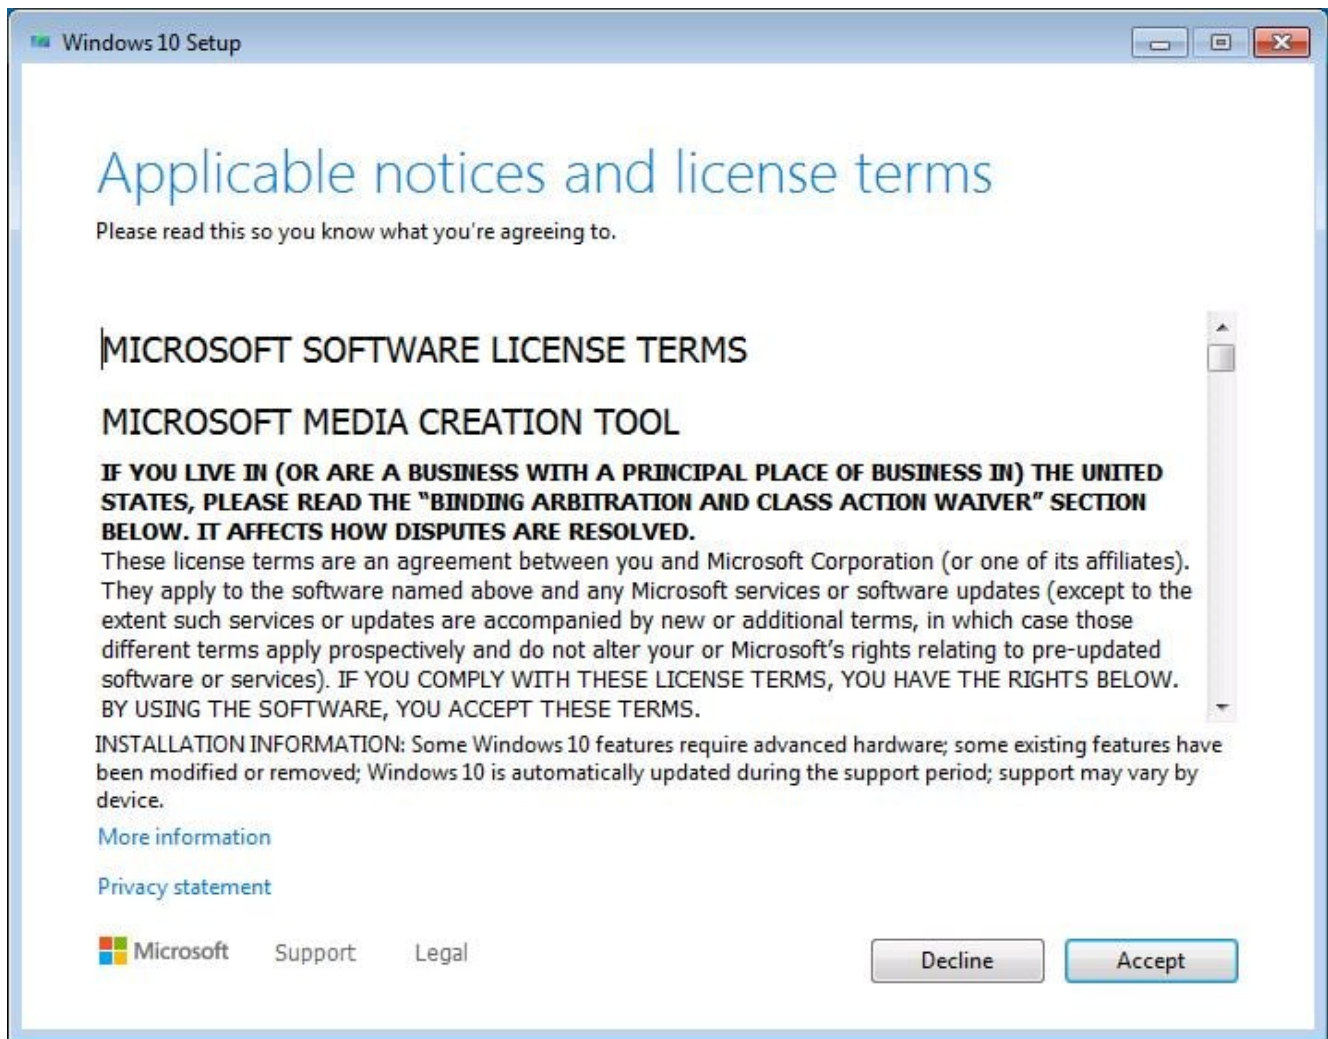 Windows 10 Setup
Applicable notices and license terms
Please read this so you know what you're agreeing to.
MICROSOFT SOFTWARE LICENSE TERMS
MICROSOFT MEDIA CREATION TOOL
IF YOU LIVE IN (OR ARE A BUSINESS WITH A PRINCIPAL PLACE OF BUSINESS IN) THE UNITED
STATES, PLEASE READ THE “BINDING ARBITRATION AND CLASS ACTION WAIVER” SECTION
BELOW. IT AFFECTS HOW DISPUTES ARE RESOLVED.
These license terms are an agreement between you and Microsoft Corporation (or one of its affiliates).
They apply to the software named above and any Microsoft services or software updates (except to the
extent such services or updates are accompanied by new or additional terms, in which case those
different terms apply prospectively and do not alter your or Microsoft’s rights relating to pre-updated
software or services). IF YOU COMPLY WITH THESE LICENSE TERMS, YOU HAVE THE RIGHTS BELOW.
BY USING THE SOFTWARE, YOU ACCEPT THESE TERMS.
INSTALLATION INFORMATION: Some Windows 10 features require advanced hardware; some existing features have
been modified or removed; Windows 10 is automatically updated during the support period; support may vary by
device.
More information
Privacy statement
Microsoft Support Legal Decline Accept